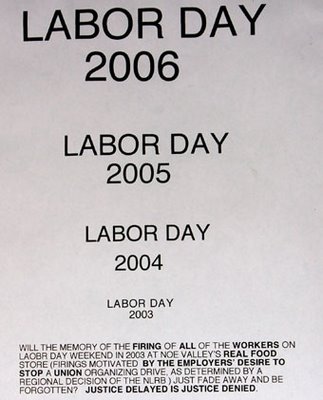 LABOR DAY
2006
LABOR DAY
2005
LABOR DAY
2004
LABOR DAY
2003
WILL THE MEMORY OF THE FIRING OF ALL OF THE WORKERS ON
LAOBR DAY WEEKEND IN 2003 AT NOE VALLEY'S REAL FOOD
STORE (FIRINGS MOTIVATED BY THE EMPLOYERS' DESIRE TO
STOP A UNION ORGANIZING DRIVE, AS DETERMINED BY A
REGIONAL DECISION OF THE NLRB ) JUST FADE AWAY AND BE
FORGOTTEN? JUSTICE DELAYED IS JUSTICE DENIED.